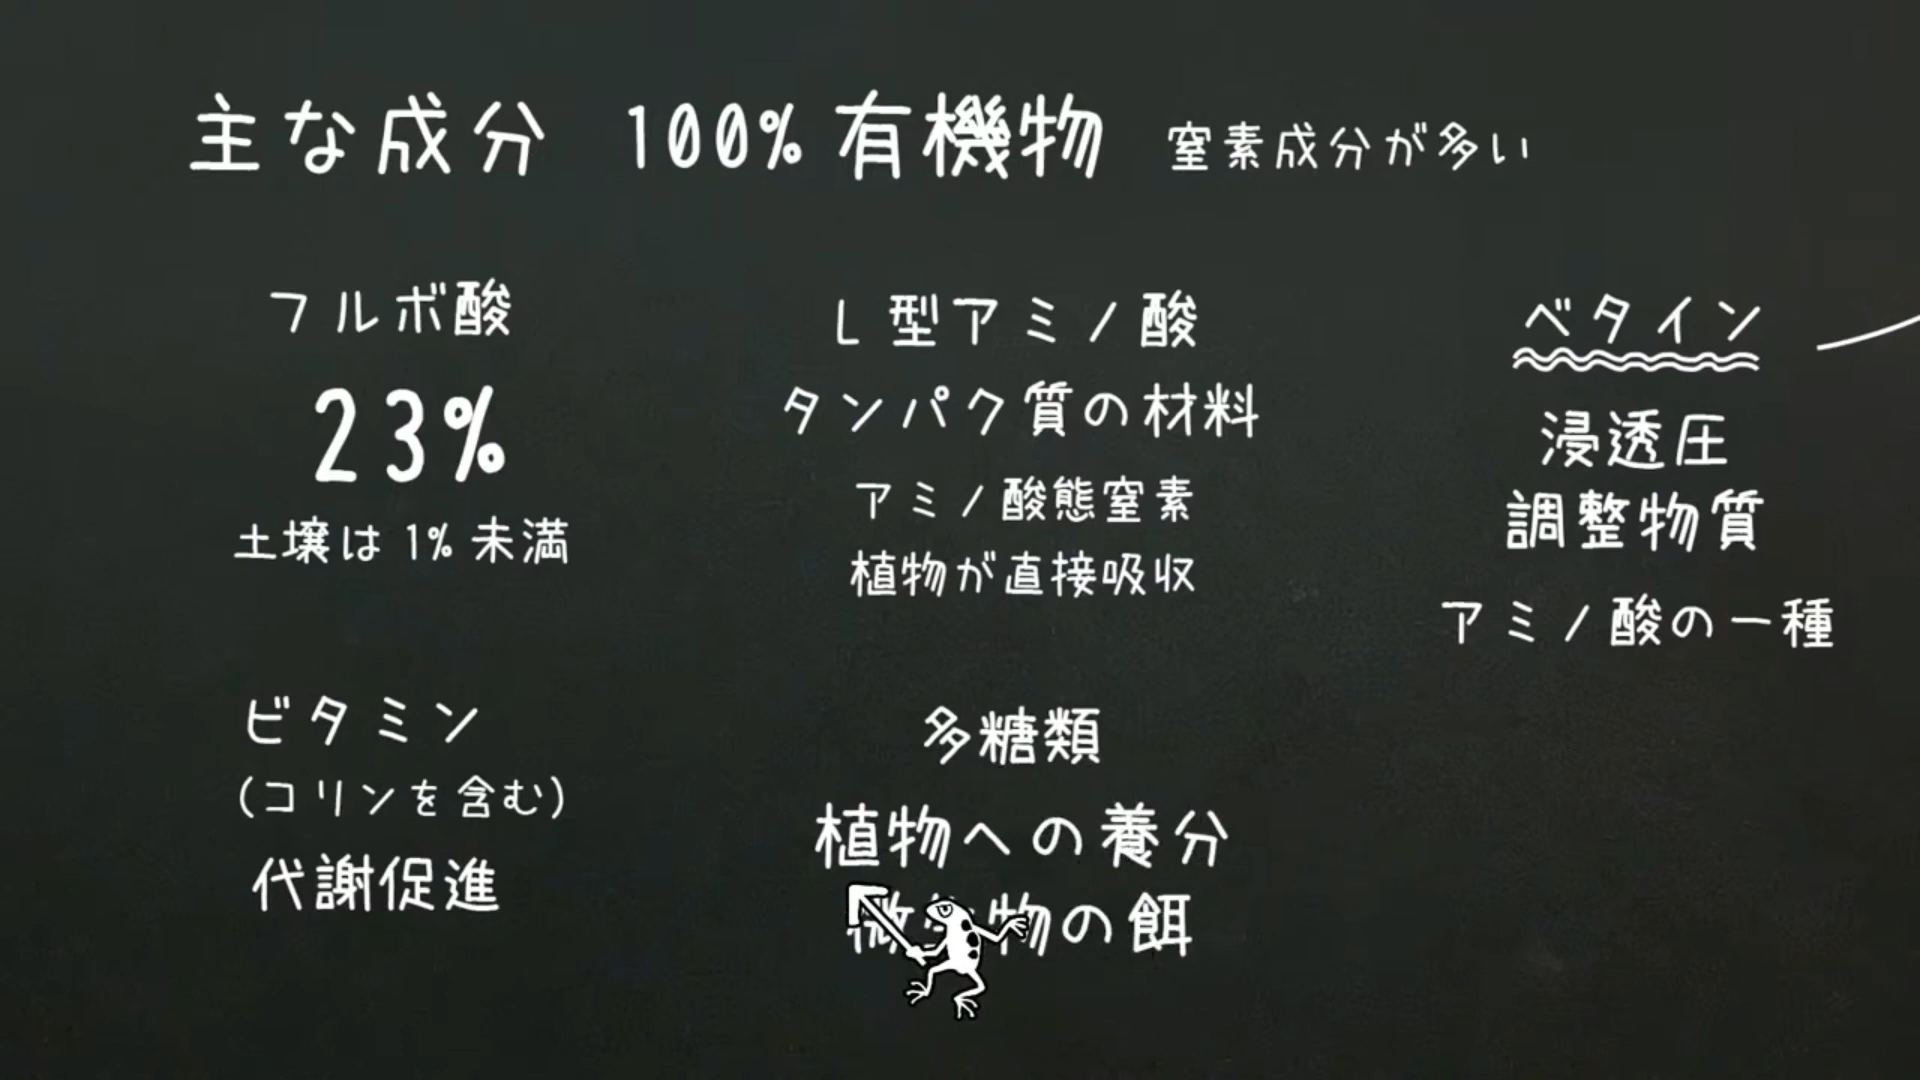 主な成分 100%有機物 窒素成分が多い
フルボ酸
23%
土壌は1%未満
L型アミノ酸
タンパク質の材料
アミノ酸態窒素
植物が直接吸収
ベタイン
浸透圧
調整物質
アミノ酸の一種
ビタミン
(コリンを含む)
代謝促進
多糖類
植物への養分
微生物の餌